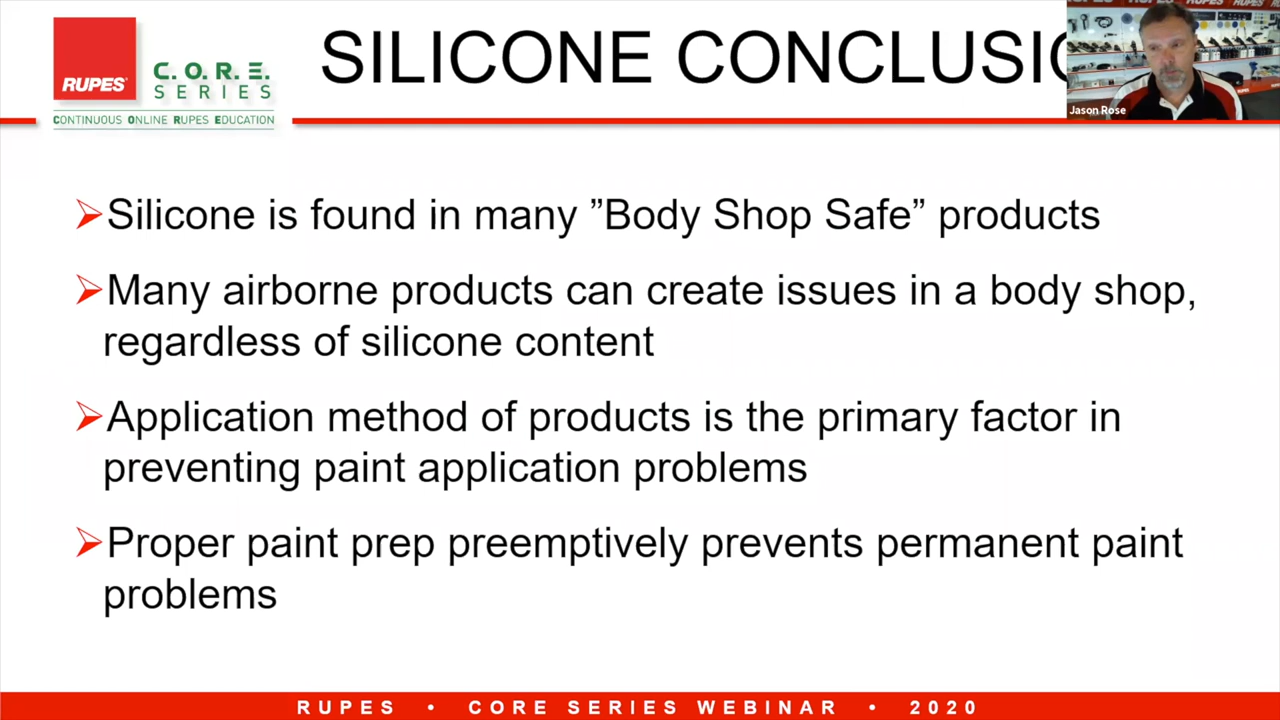 RUPES
C.O.R.E.
SERIES
CONTINUOUS ONLINE RUPES EDUCATION
SILICONE CONCLUSIO
RUPES
RUPES
Jason Rose
➢Silicone is found in many ”Body Shop Safe” products
➢Many airborne products can create issues in a body shop,
regardless of silicone content
➢Application method of products is the primary factor in
preventing paint application problems
➢Proper paint prep preemptively prevents permanent paint
problems
RUPES • CORE SERIES WEBINAR • 2020